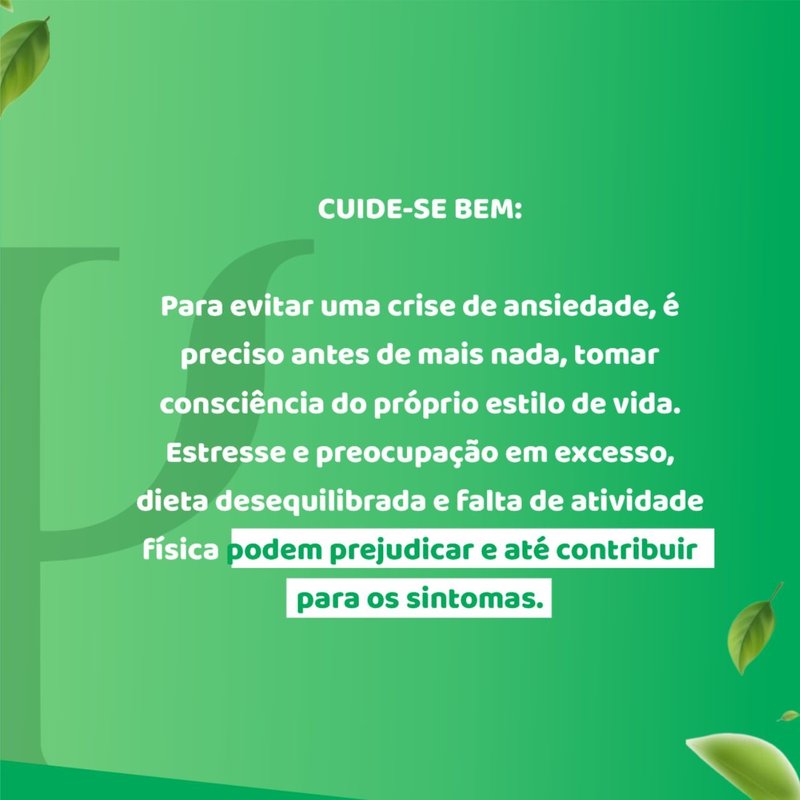 CUIDE-SE BEM:
Para evitar uma crise de ansiedade, é
preciso antes de mais nada, tomar
consciência do próprio estilo de vida.
Estresse e preocupação em excesso,
dieta desequilibrada e falta de atividade
física podem prejudicar e até contribuir
para os sintomas.